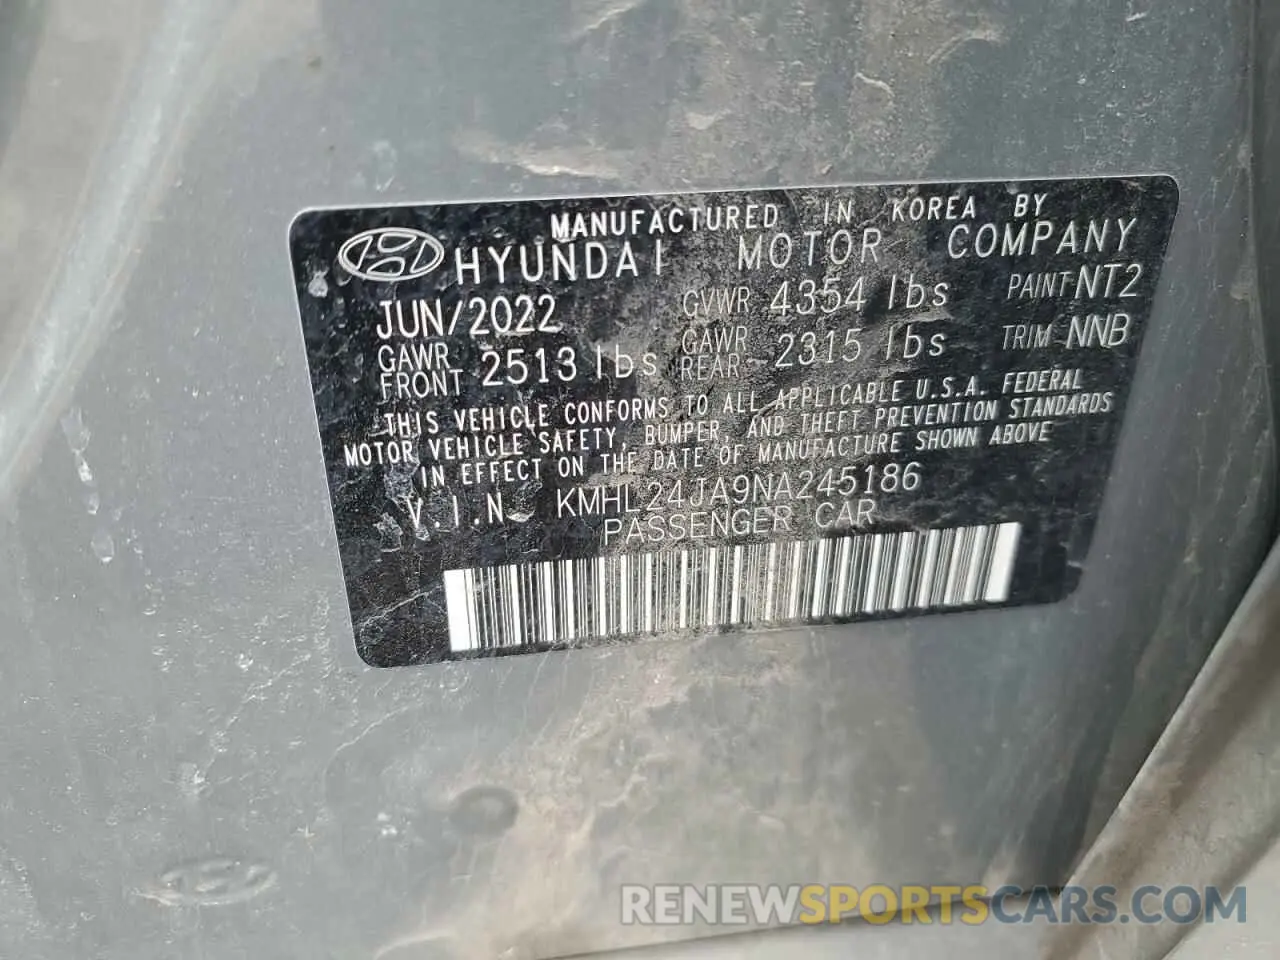 MANUFACTURED IN KOREA BY
HYUNDAI MOTOR COMPANY
JUN/2022 GVWR 4354 lbs PAINT NT2
GAWR FRONT 2513 lbs GAWR REAR 2315 lbs TRIM NNB
THIS VEHICLE CONFORMS TO ALL APPLICABLE U.S.A. FEDERAL
MOTOR VEHICLE SAFETY, BUMPER, AND THEFT PREVENTION STANDARDS
IN EFFECT ON THE DATE OF MANUFACTURE SHOWN ABOVE
V.I.N. KMHL24JA9NA245186
PASSENGER CAR
RENEWSPORTSCARS.COM